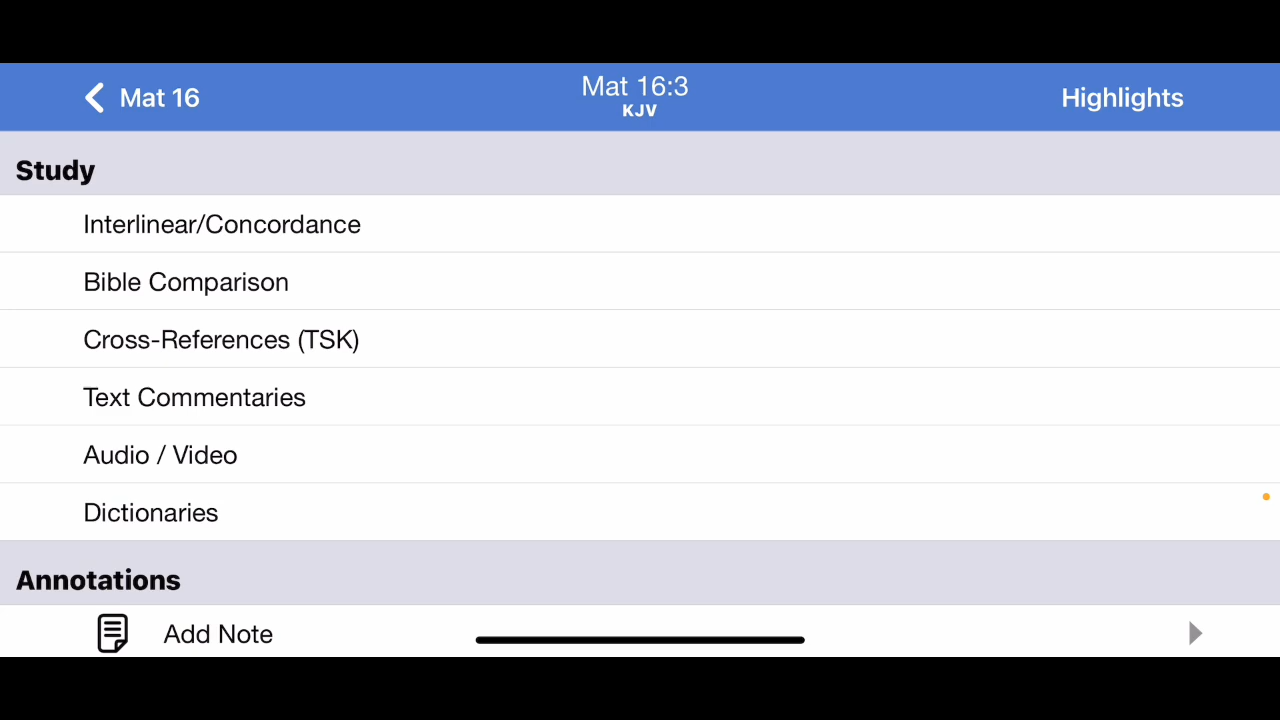 Mat 16
Mat 16:3
KJV
Highlights
Study
Interlinear/Concordance
Bible Comparison
Cross-References (TSK)
Text Commentaries
Audio / Video
Dictionaries
Annotations
Add Note